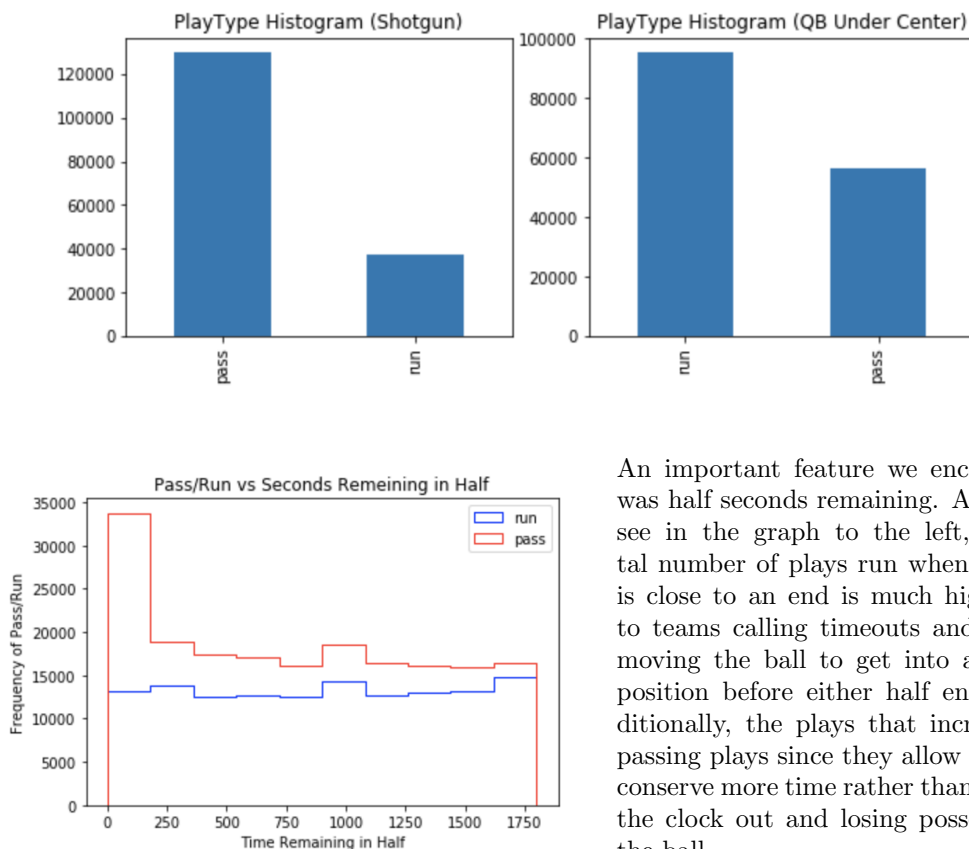 PlayType Histogram (Shotgun)
120000
100000
80000
60000
40000
20000
0
pass
run
PlayType Histogram (QB Under Center)
100000
80000
60000
40000
20000
0
run
pass
Pass/Run vs Seconds Remeining in Half
35000
30000
25000
20000
15000
10000
5000
0
Frequency of Pass/Run
run
pass
0 250 500 750 1000 1250 1500 1750
Time Remaining in Half
An important feature we enc
was half seconds remaining. A
see in the graph to the left,
tal number of plays run when
is close to an end is much hig
to teams calling timeouts and
moving the ball to get into a
position before either half en
ditionally, the plays that incr
passing plays since they allow
conserve more time rather than
the clock out and losing poss
the ball